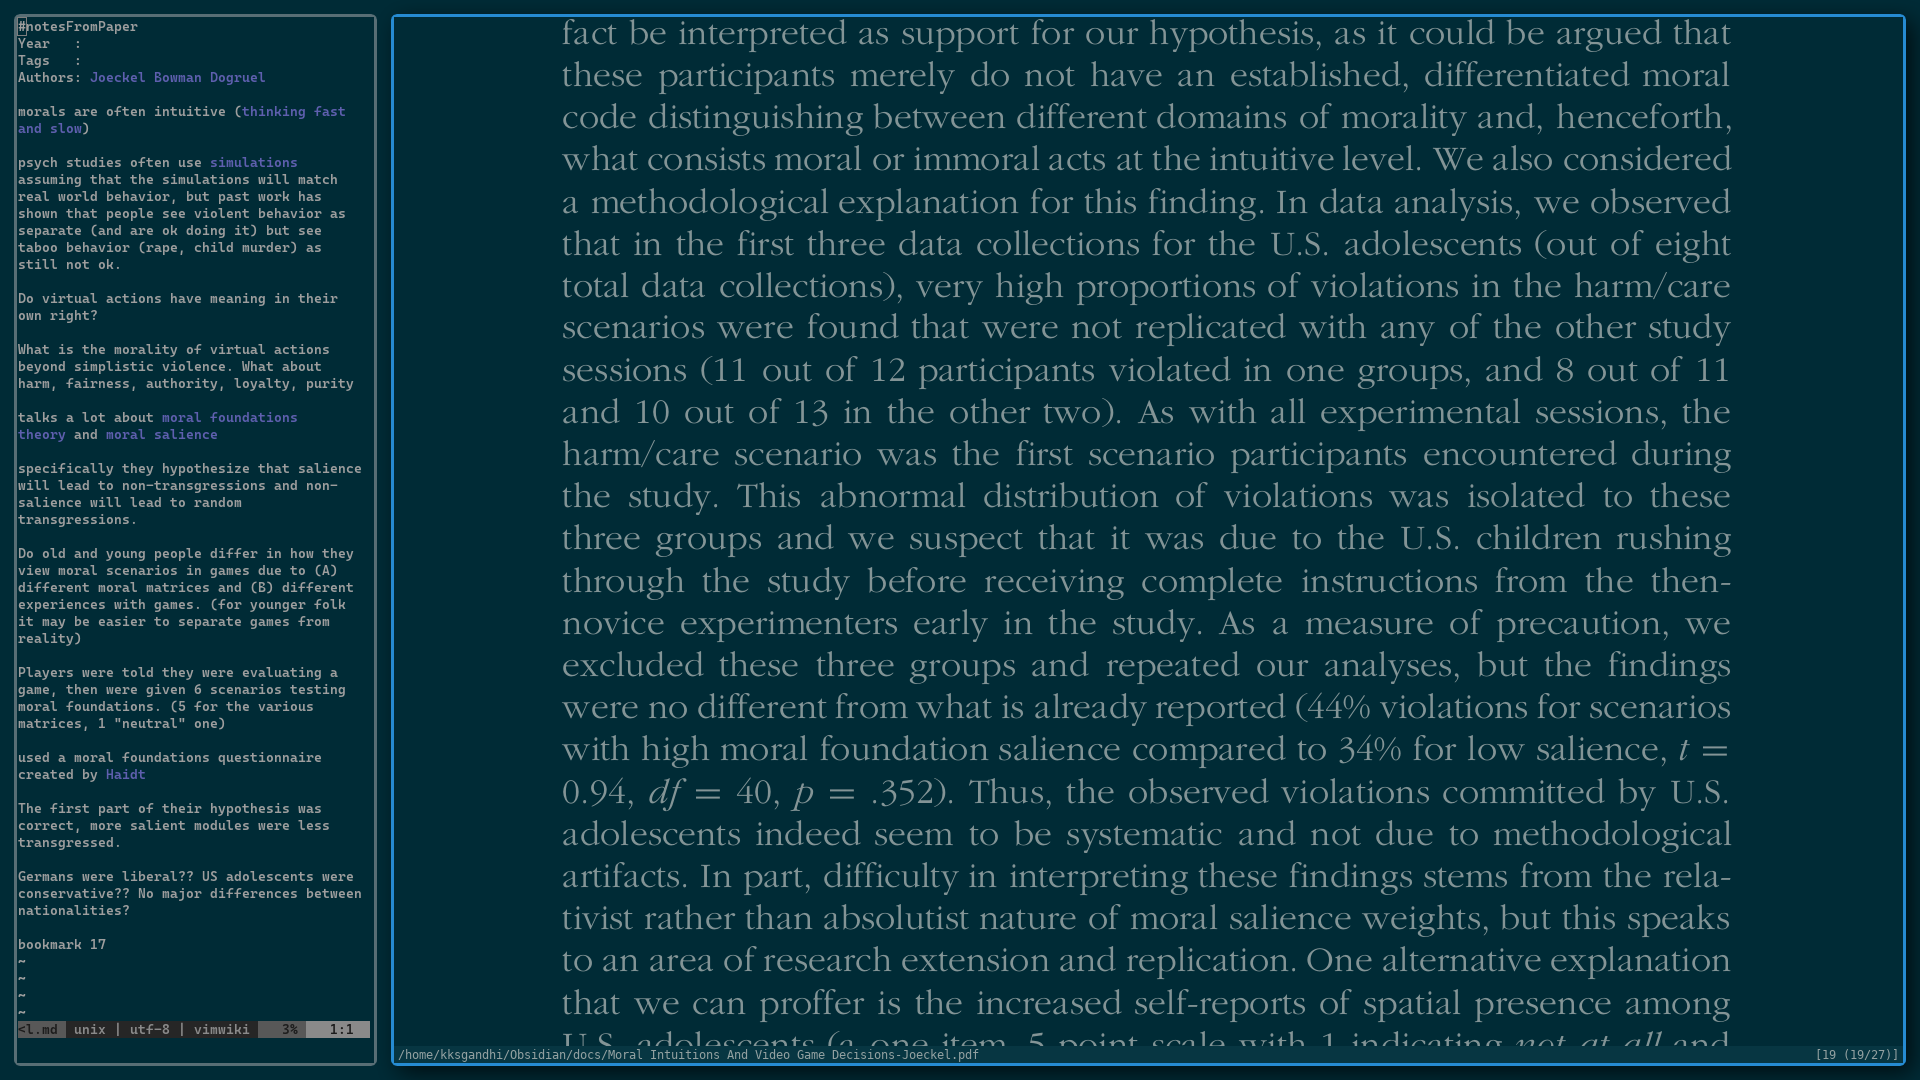 #notesFromPaper
Year   :
Tags   :
Authors: Joeckel Bowman Dogruel
morals are often intuitive (thinking fast
and slow)
psych studies often use simulations
assuming that the simulations will match
real world behavior, but past work has
shown that people see violent behavior as
separate (and are ok doing it) but see
taboo behavior (rape, child murder) as
still not ok.
Do virtual actions have meaning in their
own right?
What is the morality of virtual actions
beyond simplistic violence. What about
harm, fairness, authority, loyalty, purity
talks a lot about moral foundations
theory and moral salience
specifically they hypothesize that salience
will lead to non-transgressions and non-
salience will lead to random
transgressions.
Do old and young people differ in how they
view moral scenarios in games due to (A)
different moral matrices and (B) different
experiences with games. (for younger folk
it may be easier to separate games from
reality)
Players were told they were evaluating a
game, then were given 6 scenarios testing
moral foundations. (5 for the various
matrices, 1 "neutral" one)
used a moral foundations questionnaire
created by Haidt
The first part of their hypothesis was
correct, more salient modules were less
transgressed.
Germans were liberal?? US adolescents were
conservative?? No major differences between
nationalities?
bookmark 17
~
~
~
~
<l.md  unix | utf-8 | vimwiki  3%  1:1
fact be interpreted as support for our hypothesis, as it could be argued that
these participants merely do not have an established, differentiated moral
code distinguishing between different domains of morality and, henceforth,
what consists moral or immoral acts at the intuitive level. We also considered
a methodological explanation for this finding. In data analysis, we observed
that in the first three data collections for the U.S. adolescents (out of eight
total data collections), very high proportions of violations in the harm/care
scenarios were found that were not replicated with any of the other study
sessions (11 out of 12 participants violated in one groups, and 8 out of 11
and 10 out of 13 in the other two). As with all experimental sessions, the
harm/care scenario was the first scenario participants encountered during
the study. This abnormal distribution of violations was isolated to these
three groups and we suspect that it was due to the U.S. children rushing
through the study before receiving complete instructions from the then-
novice experimenters early in the study. As a measure of precaution, we
excluded these three groups and repeated our analyses, but the findings
were no different from what is already reported (44% violations for scenarios
with high moral foundation salience compared to 34% for low salience, t =
0.94, df = 40, p = .352). Thus, the observed violations committed by U.S.
adolescents indeed seem to be systematic and not due to methodological
artifacts. In part, difficulty in interpreting these findings stems from the rela-
tivist rather than absolutist nature of moral salience weights, but this speaks
to an area of research extension and replication. One alternative explanation
that we can proffer is the increased self-reports of spatial presence among
U.S. adolescents (a one-item, 5-point scale with 1 indicating not at all and
/home/kksgandhi/Obsidian/docs/Moral Intuitions And Video Game Decisions-Joeckel.pdf
[19 (19/27)]